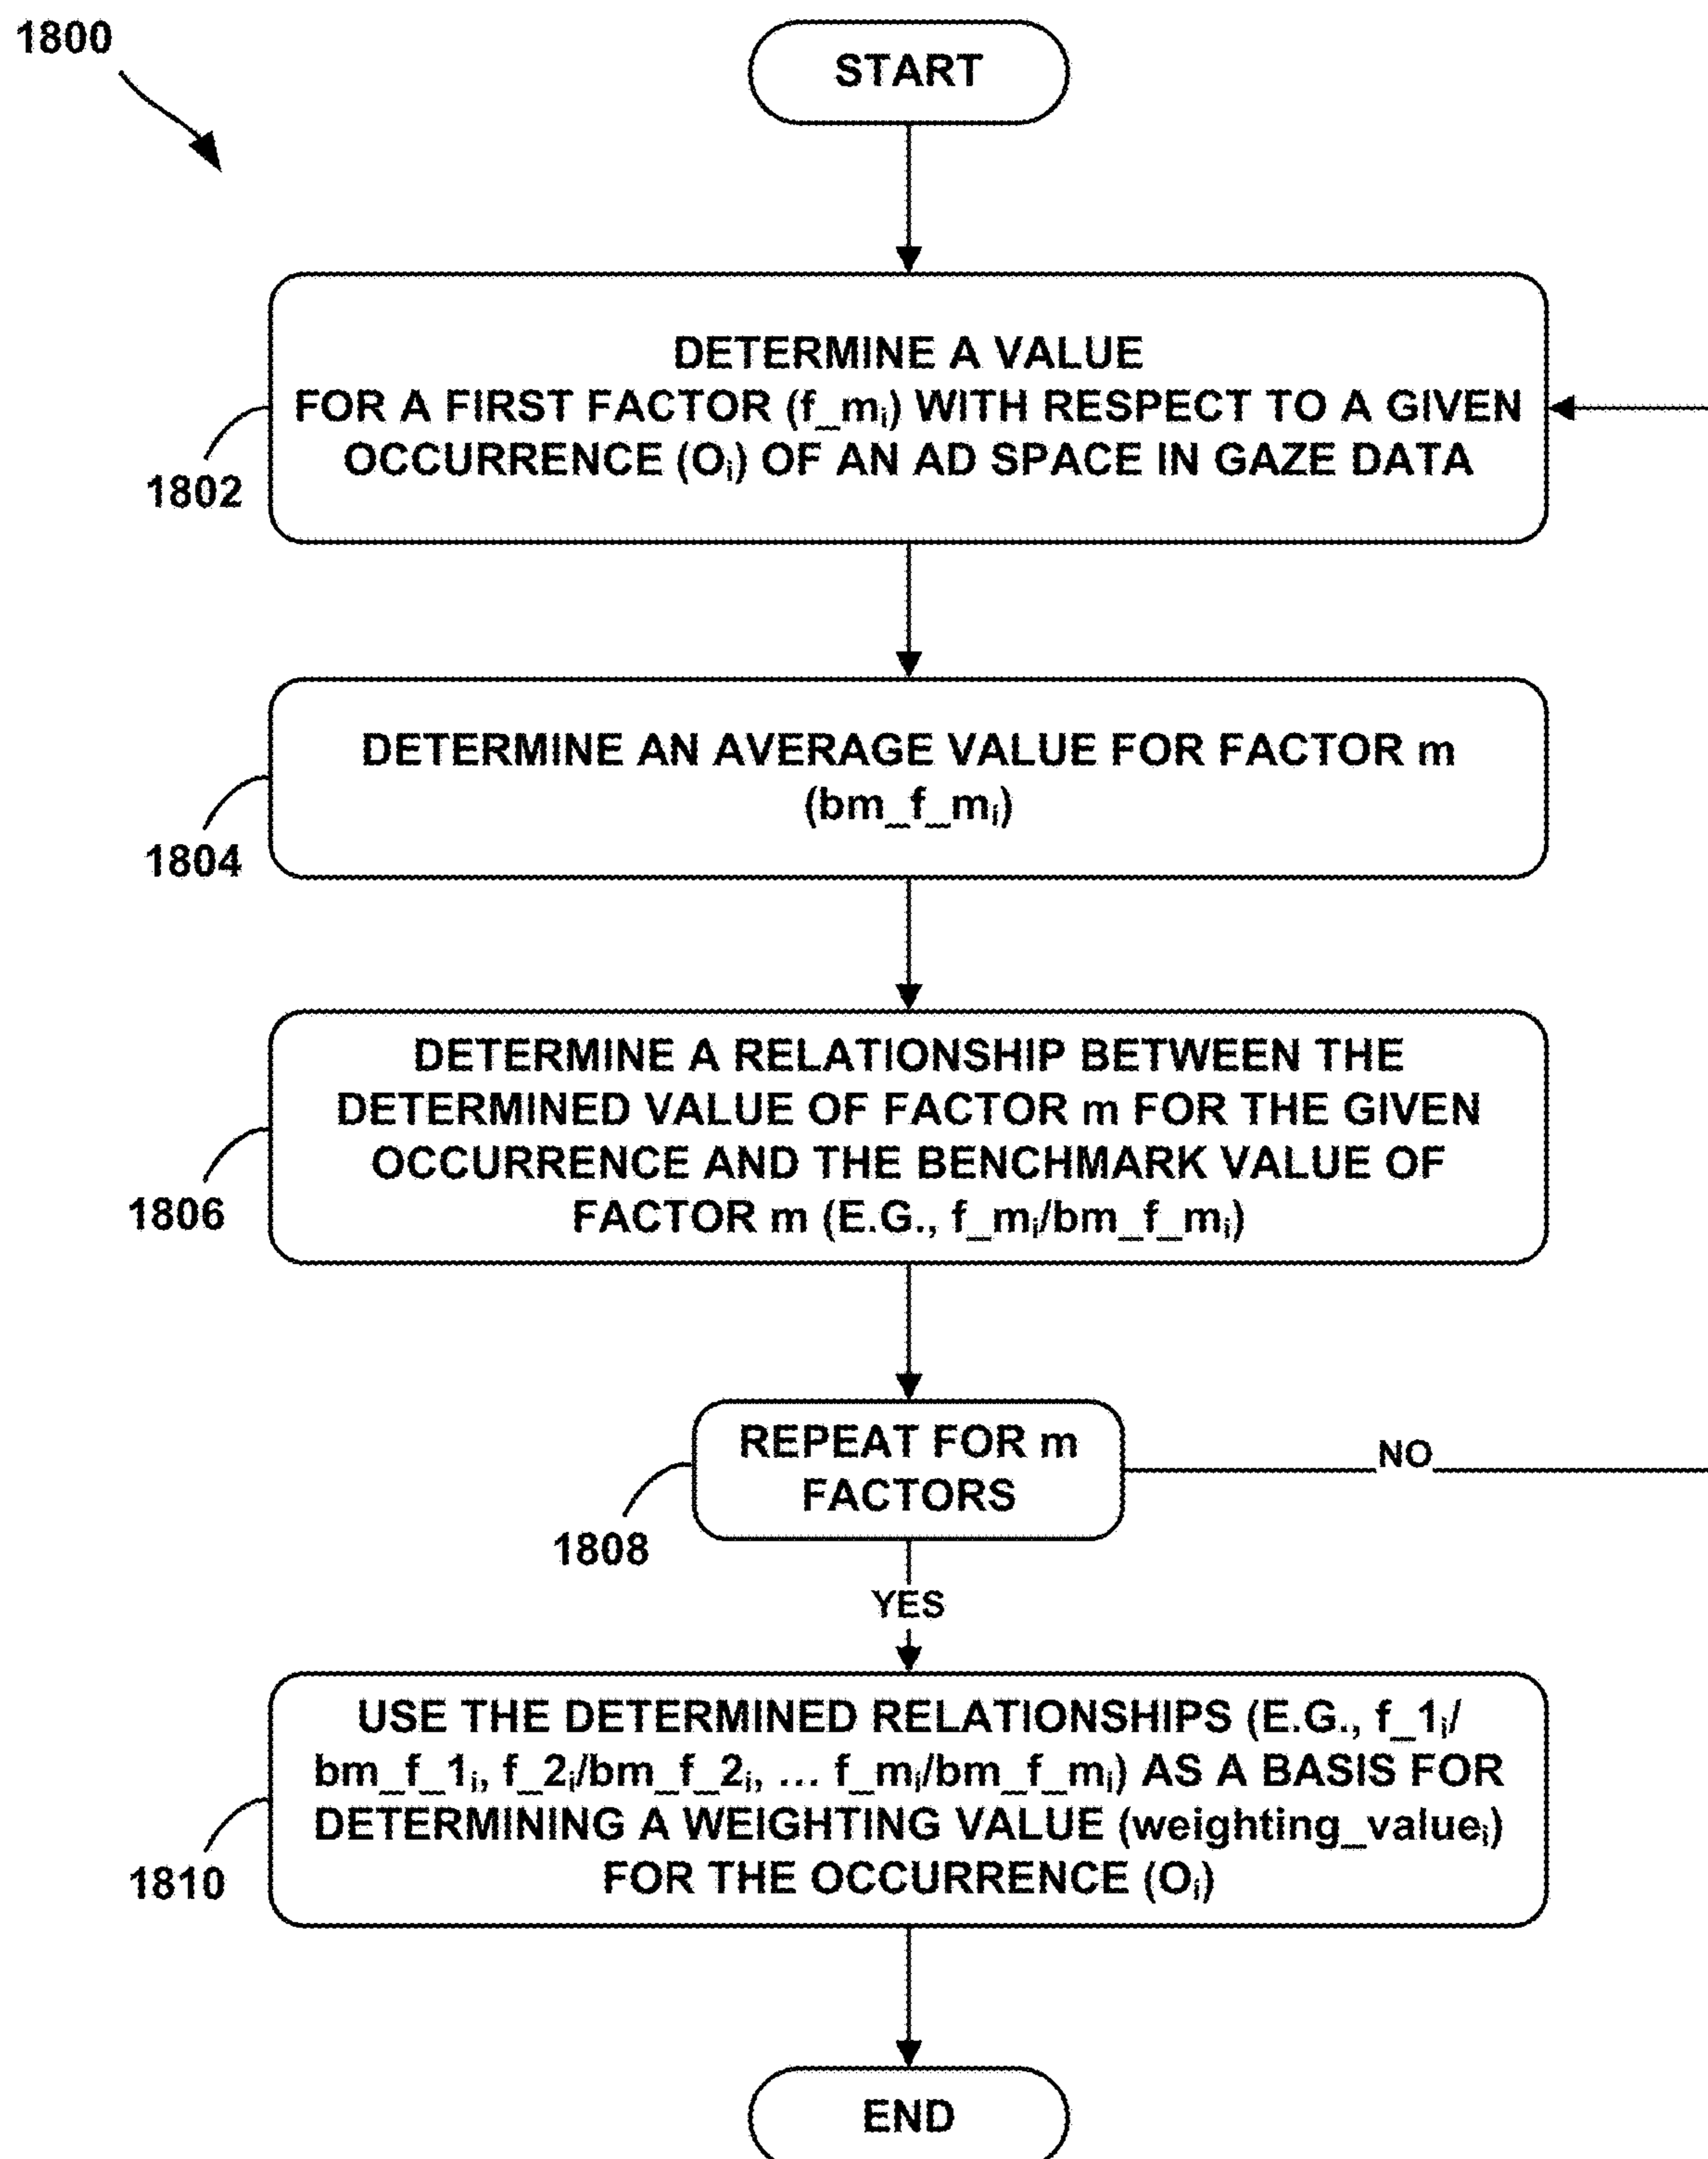 1800
START
DETERMINE A VALUE
FOR A FIRST FACTOR (f_mᵢ) WITH RESPECT TO A GIVEN
OCCURRENCE (Oᵢ) OF AN AD SPACE IN GAZE DATA
1802
DETERMINE AN AVERAGE VALUE FOR FACTOR m
(bm_f_mᵢ)
1804
DETERMINE A RELATIONSHIP BETWEEN THE
DETERMINED VALUE OF FACTOR m FOR THE GIVEN
OCCURRENCE AND THE BENCHMARK VALUE OF
FACTOR m (E.G., f_mᵢ/bm_f_mᵢ)
1806
REPEAT FOR m
FACTORS
NO
1808
YES
USE THE DETERMINED RELATIONSHIPS (E.G., f_1ᵢ/
bm_f_1ᵢ, f_2ᵢ/bm_f_2ᵢ, ... f_mᵢ/bm_f_mᵢ) AS A BASIS FOR
DETERMINING A WEIGHTING VALUE (weighting_valueᵢ)
FOR THE OCCURRENCE (Oᵢ)
1810
END